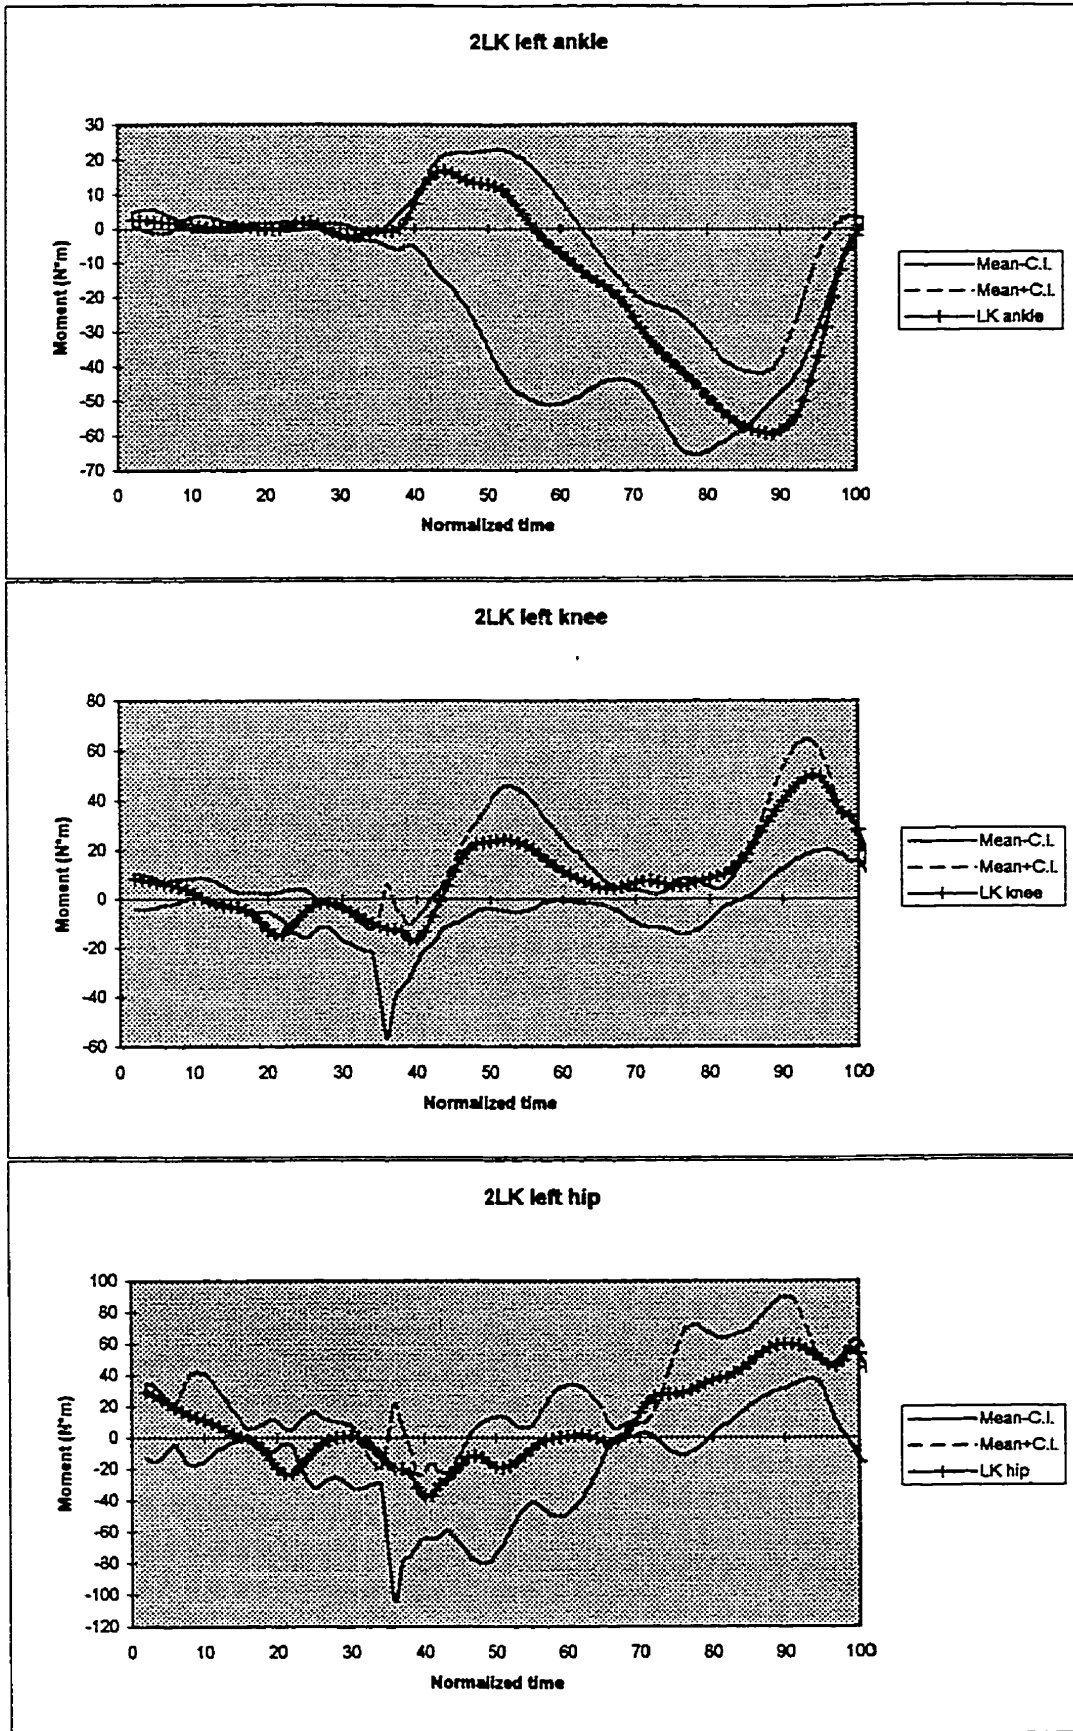 2LK left ankle
30
20
10
0
-10
-20
-30
-40
-50
-60
-70
Moment (N*m)
0 10 20 30 40 50 60 70 80 90 100
Normalized time
Mean-C.I.
Mean+C.I.
LK ankle
2LK left knee
80
60
40
20
0
-20
-40
-60
Moment (N*m)
0 10 20 30 40 50 60 70 80 90 100
Normalized time
Mean-C.I.
Mean+C.I.
LK knee
2LK left hip
100
80
60
40
20
0
-20
-40
-60
-80
-100
-120
Moment (N*m)
0 10 20 30 40 50 60 70 80 90 100
Normalized time
Mean-C.I.
Mean+C.I.
LK hip